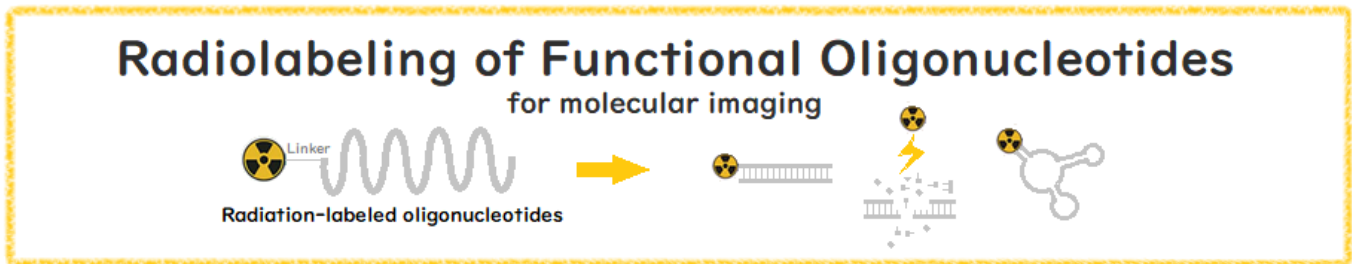 Radiolabeling of Functional Oligonucleotides
for molecular imaging
Linker
Radiation-labeled oligonucleotides